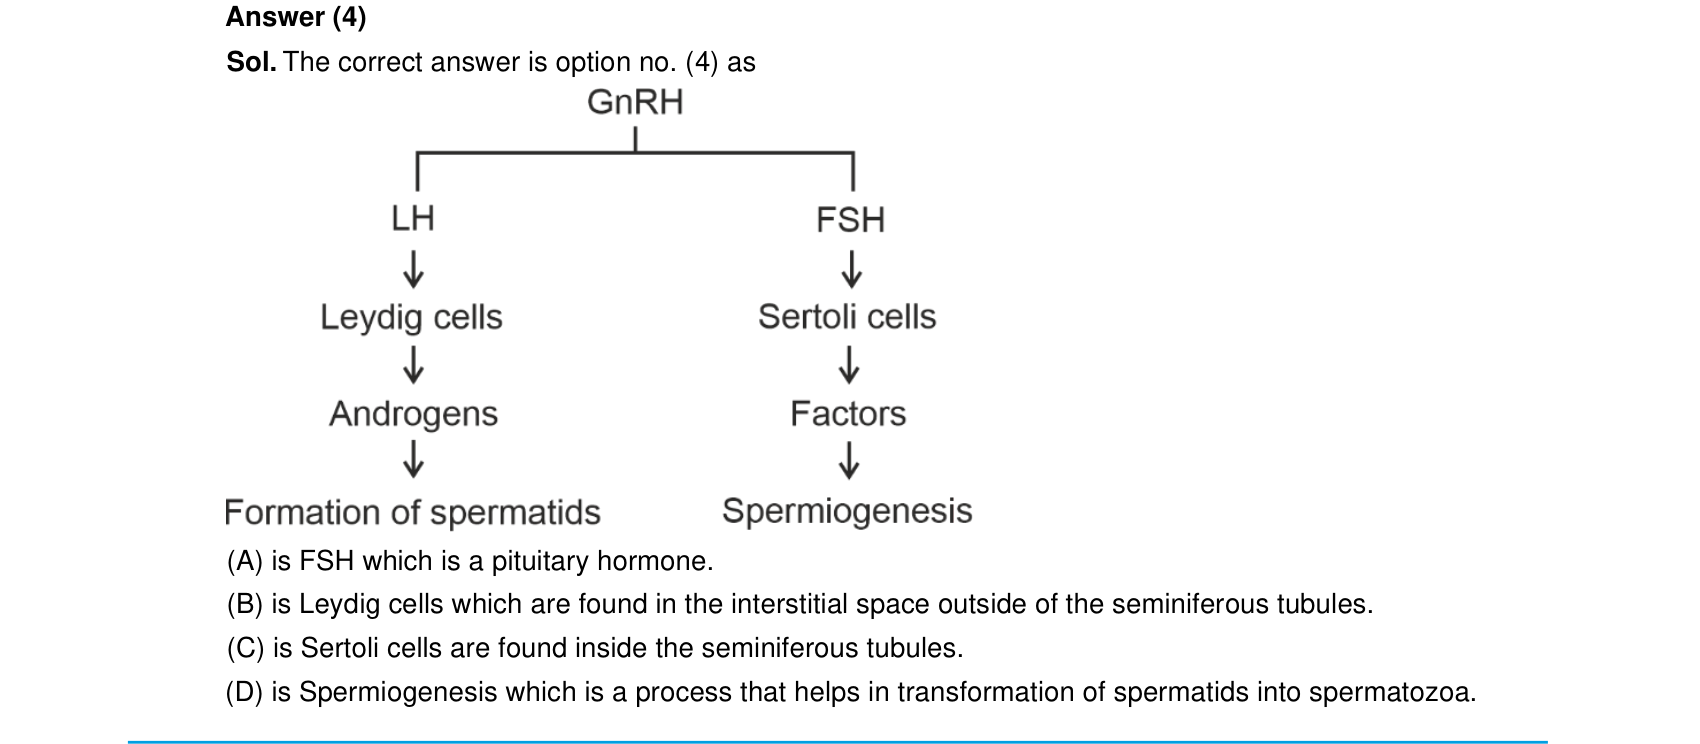 Answer (4)
Sol. The correct answer is option no. (4) as
GnRH
LH FSH
Leydig cells Sertoli cells
Androgens Factors
Formation of spermatids Spermiogenesis
(A) is FSH which is a pituitary hormone.
(B) is Leydig cells which are found in the interstitial space outside of the seminiferous tubules.
(C) is Sertoli cells are found inside the seminiferous tubules.
(D) is Spermiogenesis which is a process that helps in transformation of spermatids into spermatozoa.